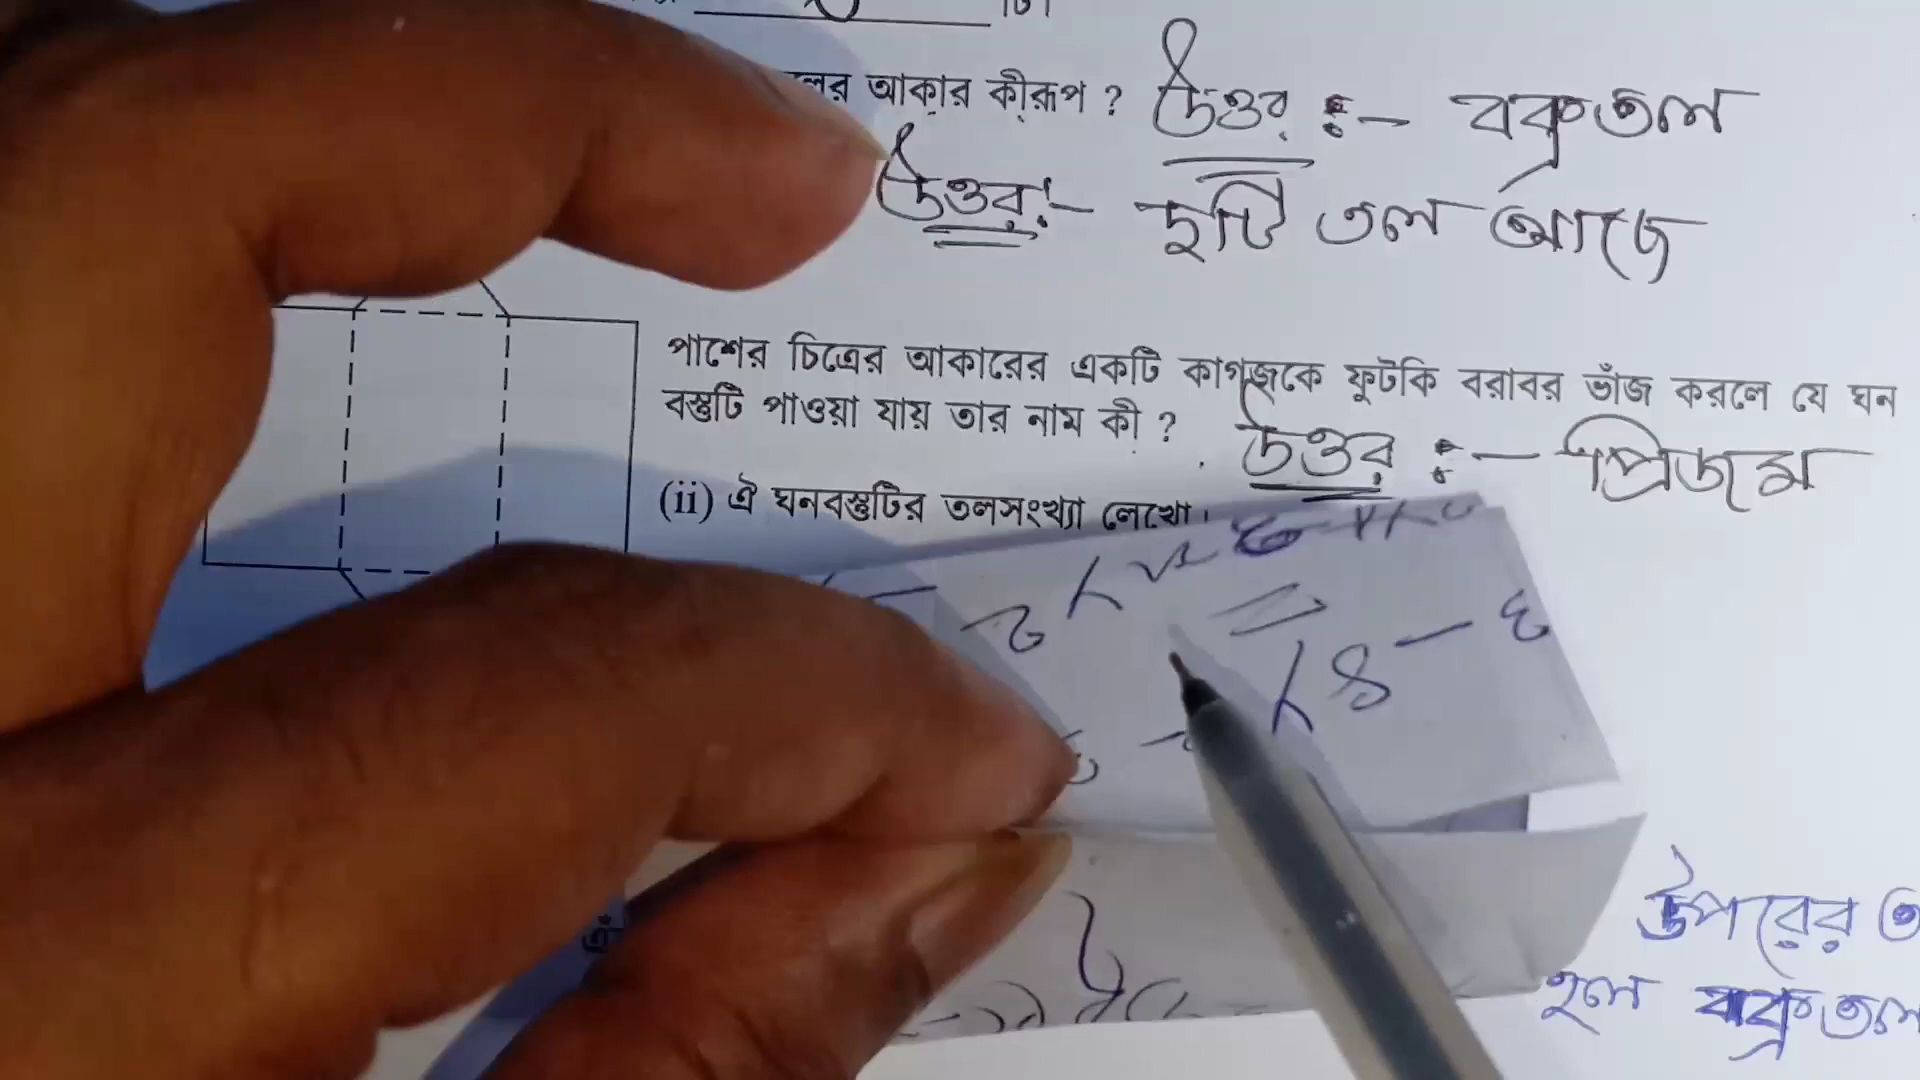 টি।
লের আকার কীরূপ ? উত্তর :- বক্রতল
উত্তর:- দুটি তল আছে
পাশের চিত্রের আকারের একটি কাগজকে ফুটকি বরাবর ভাঁজ করলে যে ঘন
বস্তুটি পাওয়া যায় তার নাম কী ? উত্তর :- প্রিজম
(ii) ঐ ঘনবস্তুটির তলসংখ্যা লেখো।
উপরের ত
হল বক্রতল